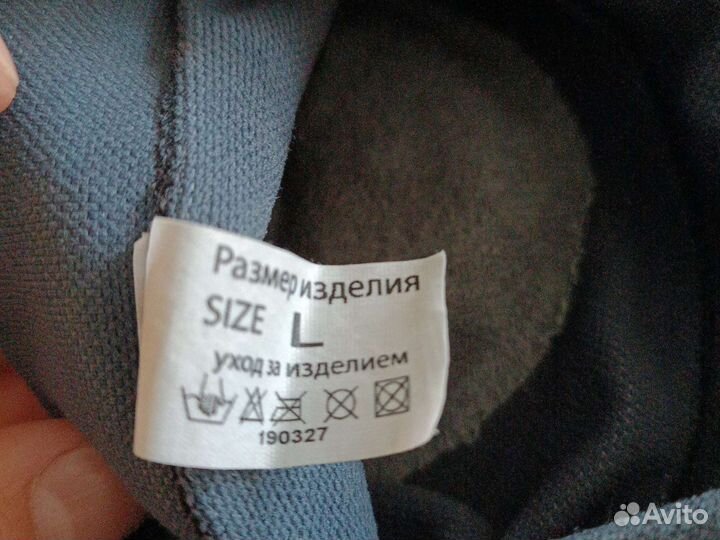 Размер изделия
SIZE L
уход за изделием
190327
Avito